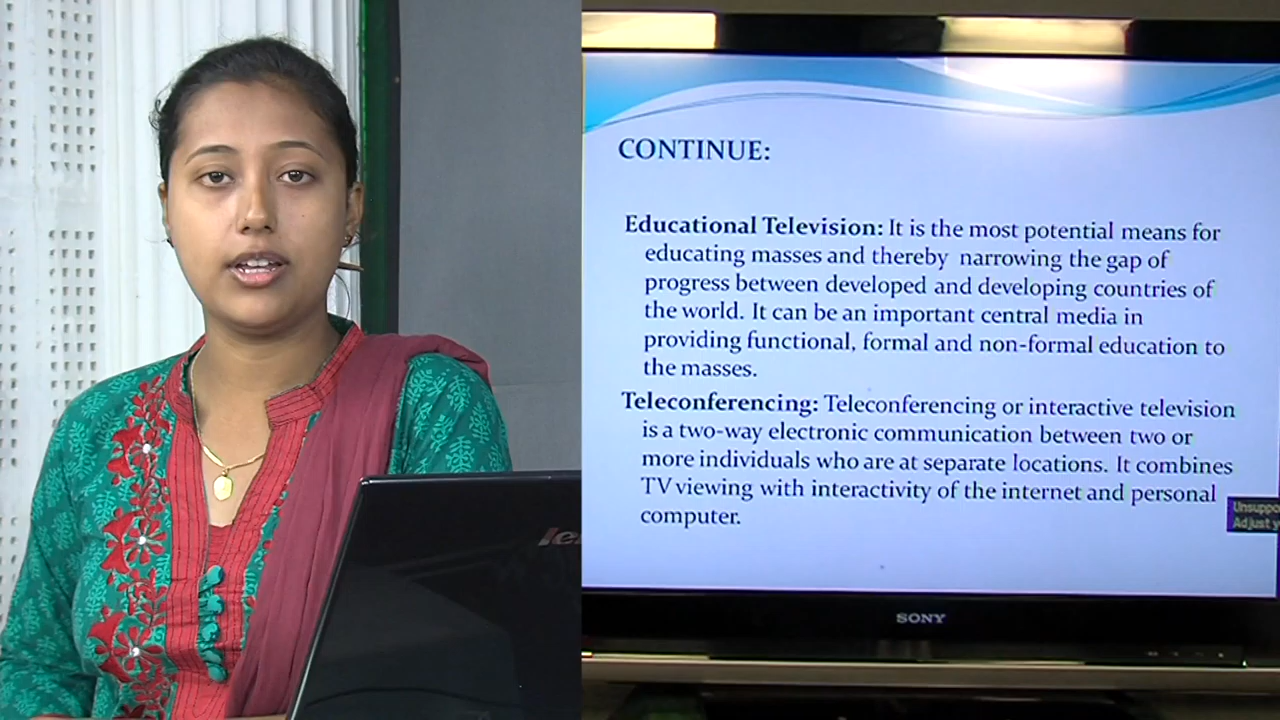 CONTINUE:
Educational Television: It is the most potential means for
educating masses and thereby narrowing the gap of
progress between developed and developing countries of
the world. It can be an important central media in
providing functional, formal and non-formal education to
the masses.
Teleconferencing: Teleconferencing or interactive television
is a two-way electronic communication between two or
more individuals who are at separate locations. It combines
TV viewing with interactivity of the internet and personal
computer.
Adjust
SONY